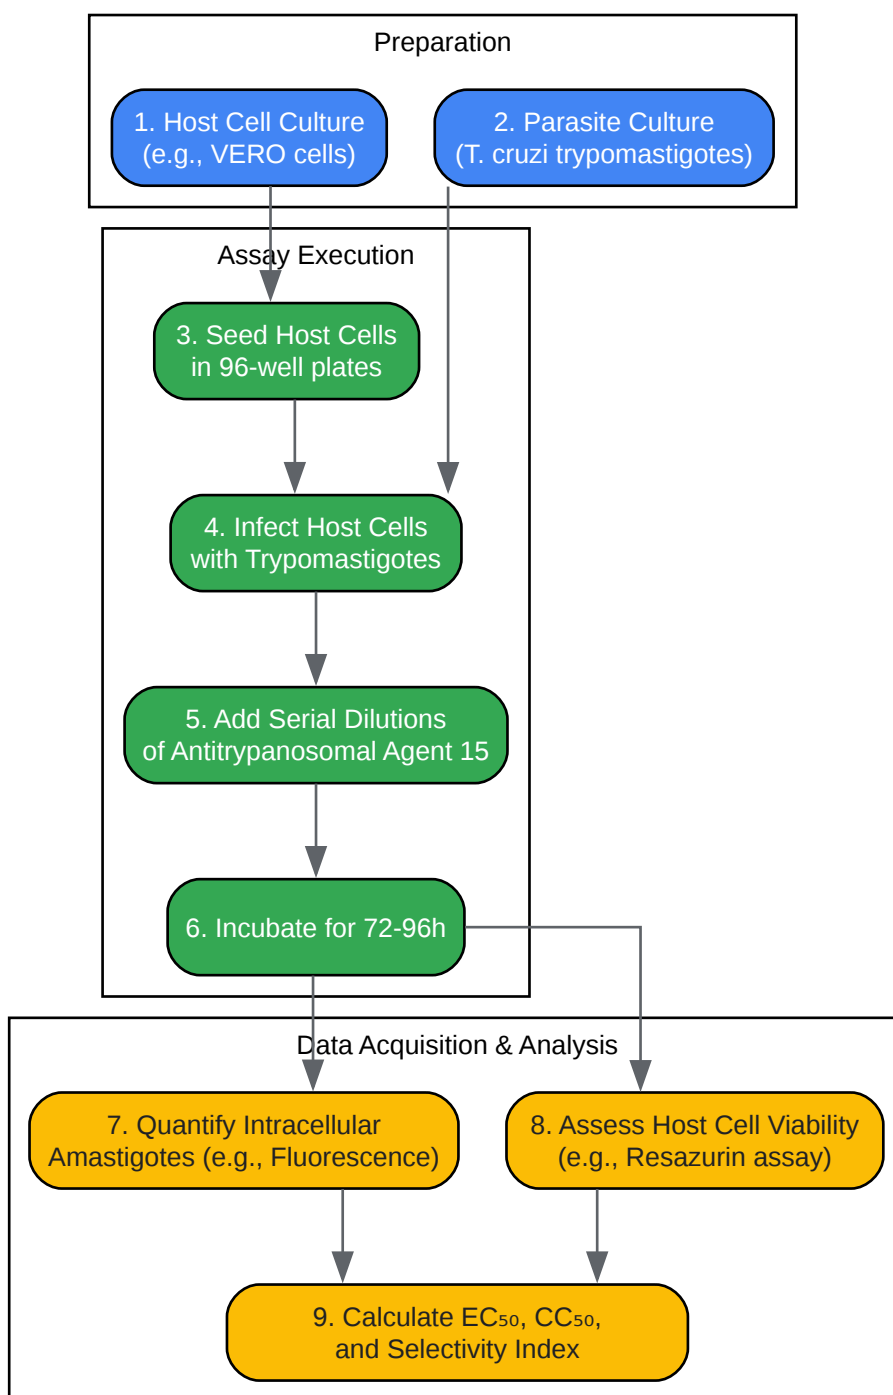 Preparation
1. Host Cell Culture
(e.g., VERO cells)
2. Parasite Culture
(T. cruzi trypomastigotes)
Assay Execution
3. Seed Host Cells
in 96-well plates
4. Infect Host Cells
with Trypomastigotes
5. Add Serial Dilutions
of Antitrypanosomal Agent 15
6. Incubate for 72-96h
Data Acquisition & Analysis
7. Quantify Intracellular
Amastigotes (e.g., Fluorescence)
8. Assess Host Cell Viability
(e.g., Resazurin assay)
9. Calculate EC₅₀, CC₅₀,
and Selectivity Index